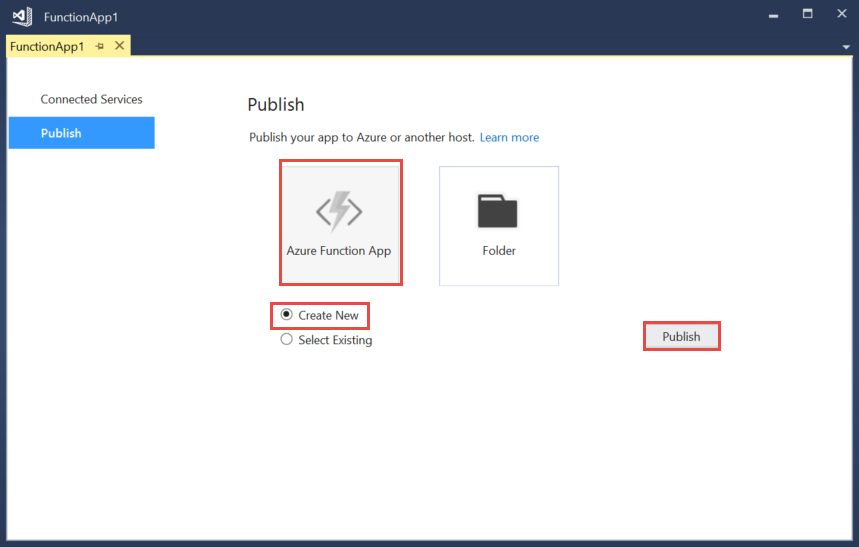 FunctionApp1
FunctionApp1
Connected Services
Publish
Publish
Publish your app to Azure or another host. Learn more
Azure Function App
Folder
Create New
Select Existing
Publish